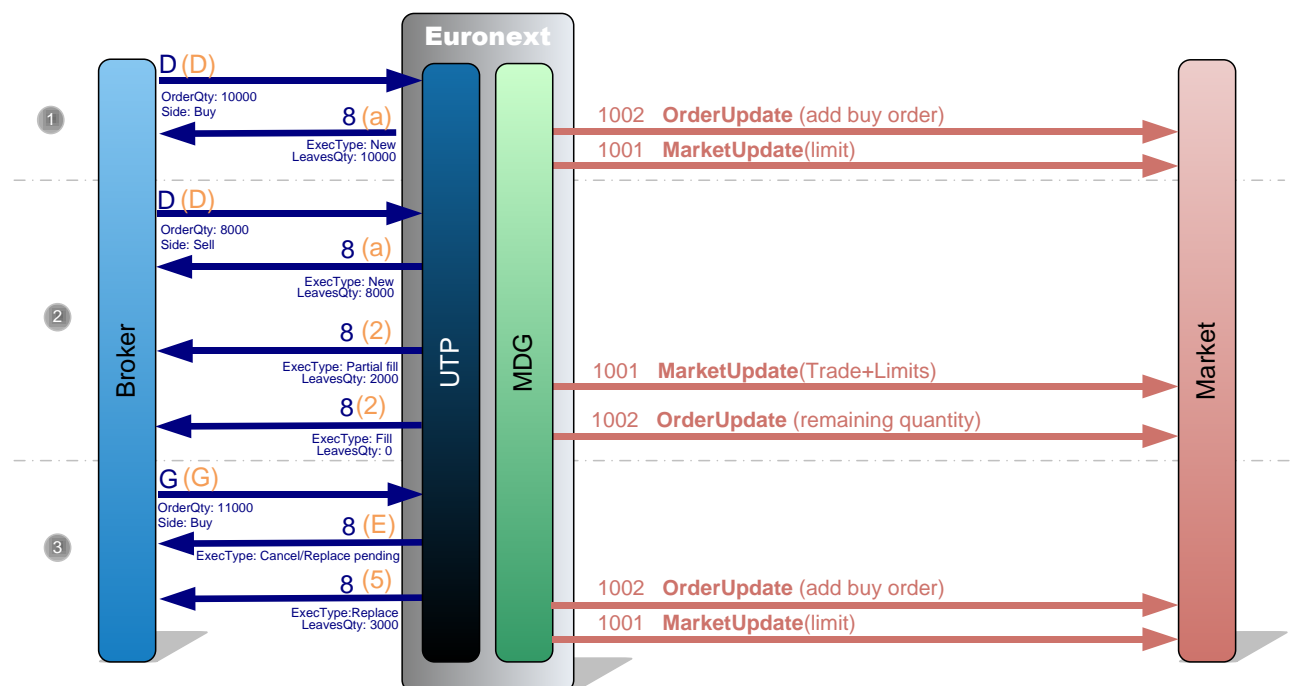 Euronext
Broker
UTP
MDG
Market
1
D (D)
OrderQty: 10000
Side: Buy
8 (a)
ExecType: New
LeavesQty: 10000
1002 OrderUpdate (add buy order)
1001 MarketUpdate(limit)
2
D (D)
OrderQty: 8000
Side: Sell
8 (a)
ExecType: New
LeavesQty: 8000
8 (2)
ExecType: Partial fill
LeavesQty: 2000
1001 MarketUpdate(Trade+Limits)
8(2)
ExecType: Fill
LeavesQty: 0
1002 OrderUpdate (remaining quantity)
3
G (G)
OrderQty: 11000
Side: Buy
8 (E)
ExecType: Cancel/Replace pending
8 (5)
ExecType:Replace
LeavesQty: 3000
1002 OrderUpdate (add buy order)
1001 MarketUpdate(limit)